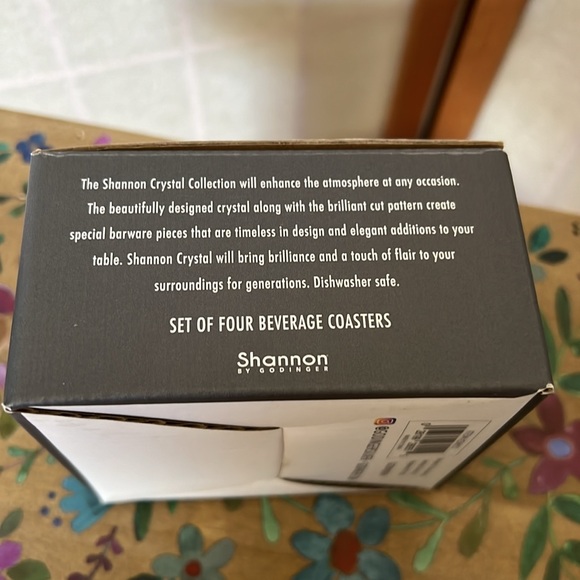 The Shannon Crystal Collection will enhance the atmosphere at any occasion.
The beautifully designed crystal along with the brilliant cut pattern create
special barware pieces that are timeless in design and elegant additions to your
table. Shannon Crystal will bring brilliance and a touch of flair to your
surroundings for generations. Dishwasher safe.
SET OF FOUR BEVERAGE COASTERS
Shannon
BY GODINGER